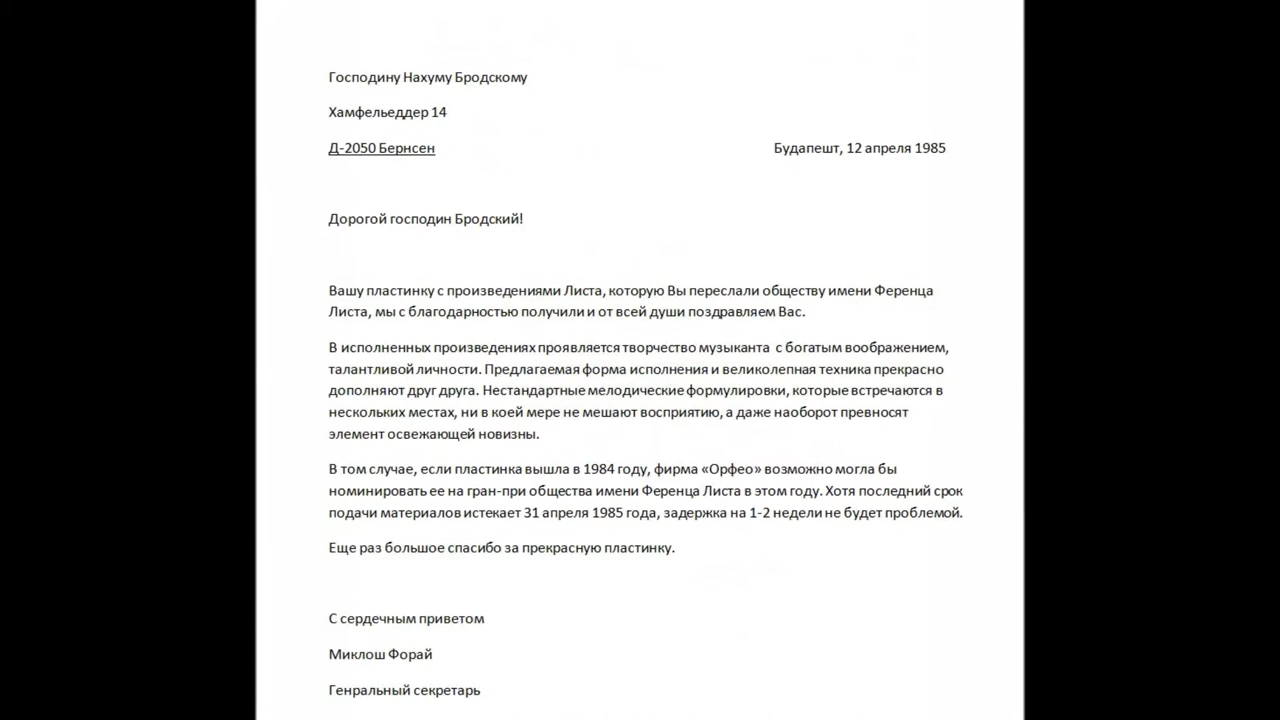 Господину Нахуму Бродскому
Хамфельеддер 14
Д-2050 Бернсен
Будапешт, 12 апреля 1985
Дорогой господин Бродский!
Вашу пластинку с произведениями Листа, которую Вы переслали обществу имени Ференца
Листа, мы с благодарностью получили и от всей души поздравляем Вас.
В исполненных произведениях проявляется творчество музыканта с богатым воображением,
талантливой личности. Предлагаемая форма исполнения и великолепная техника прекрасно
дополняют друг друга. Нестандартные мелодические формулировки, которые встречаются в
нескольких местах, ни в коей мере не мешают восприятию, а даже наоборот превносят
элемент освежающей новизны.
В том случае, если пластинка вышла в 1984 году, фирма «Орфео» возможно могла бы
номинировать ее на гран-при общества имени Ференца Листа в этом году. Хотя последний срок
подачи материалов истекает 31 апреля 1985 года, задержка на 1-2 недели не будет проблемой.
Еще раз большое спасибо за прекрасную пластинку.
С сердечным приветом
Миклош Форай
Генральный секретарь